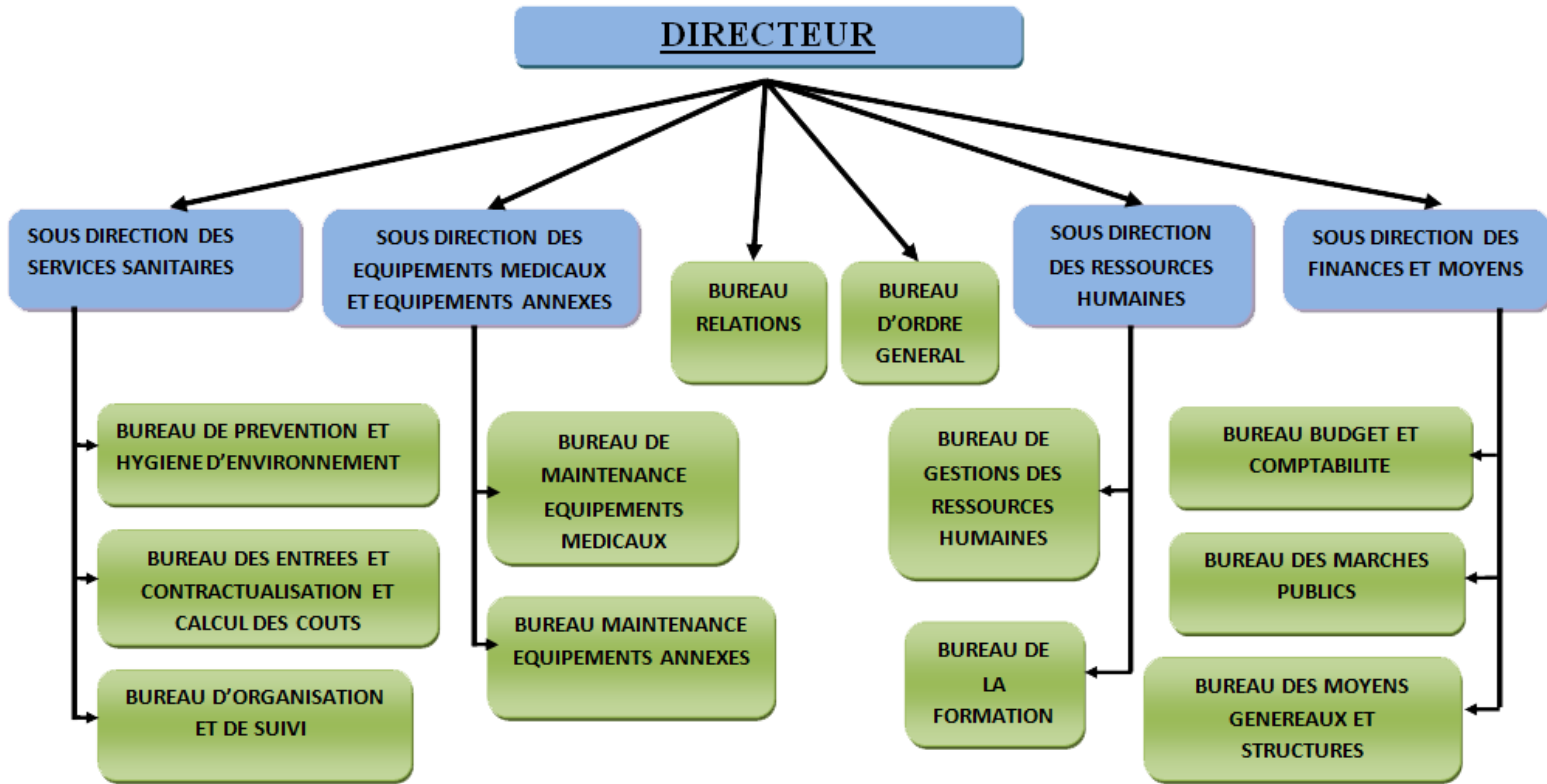 DIRECTEUR
SOUS DIRECTION DES
SERVICES SANITAIRES
SOUS DIRECTION DES
EQUIPEMENTS MEDICAUX
ET EQUIPEMENTS ANNEXES
BUREAU
RELATIONS
BUREAU
D'ORDRE
GENERAL
SOUS DIRECTION
DES RESSOURCES
HUMAINES
SOUS DIRECTION DES
FINANCES ET MOYENS
BUREAU DE PREVENTION ET
HYGIENE D'ENVIRONNEMENT
BUREAU DES ENTREES ET
CONTRACTUALISATION ET
CALCUL DES COUTS
BUREAU D'ORGANISATION
ET DE SUIVI
BUREAU DE
MAINTENANCE
EQUIPEMENTS
MEDICAUX
BUREAU MAINTENANCE
EQUIPEMENTS ANNEXES
BUREAU DE
GESTIONS DES
RESSOURCES
HUMAINES
BUREAU DE
LA
FORMATION
BUREAU BUDGET ET
COMPTABILITE
BUREAU DES MARCHES
PUBLICS
BUREAU DES MOYENS
GENEREAUX ET
STRUCTURES